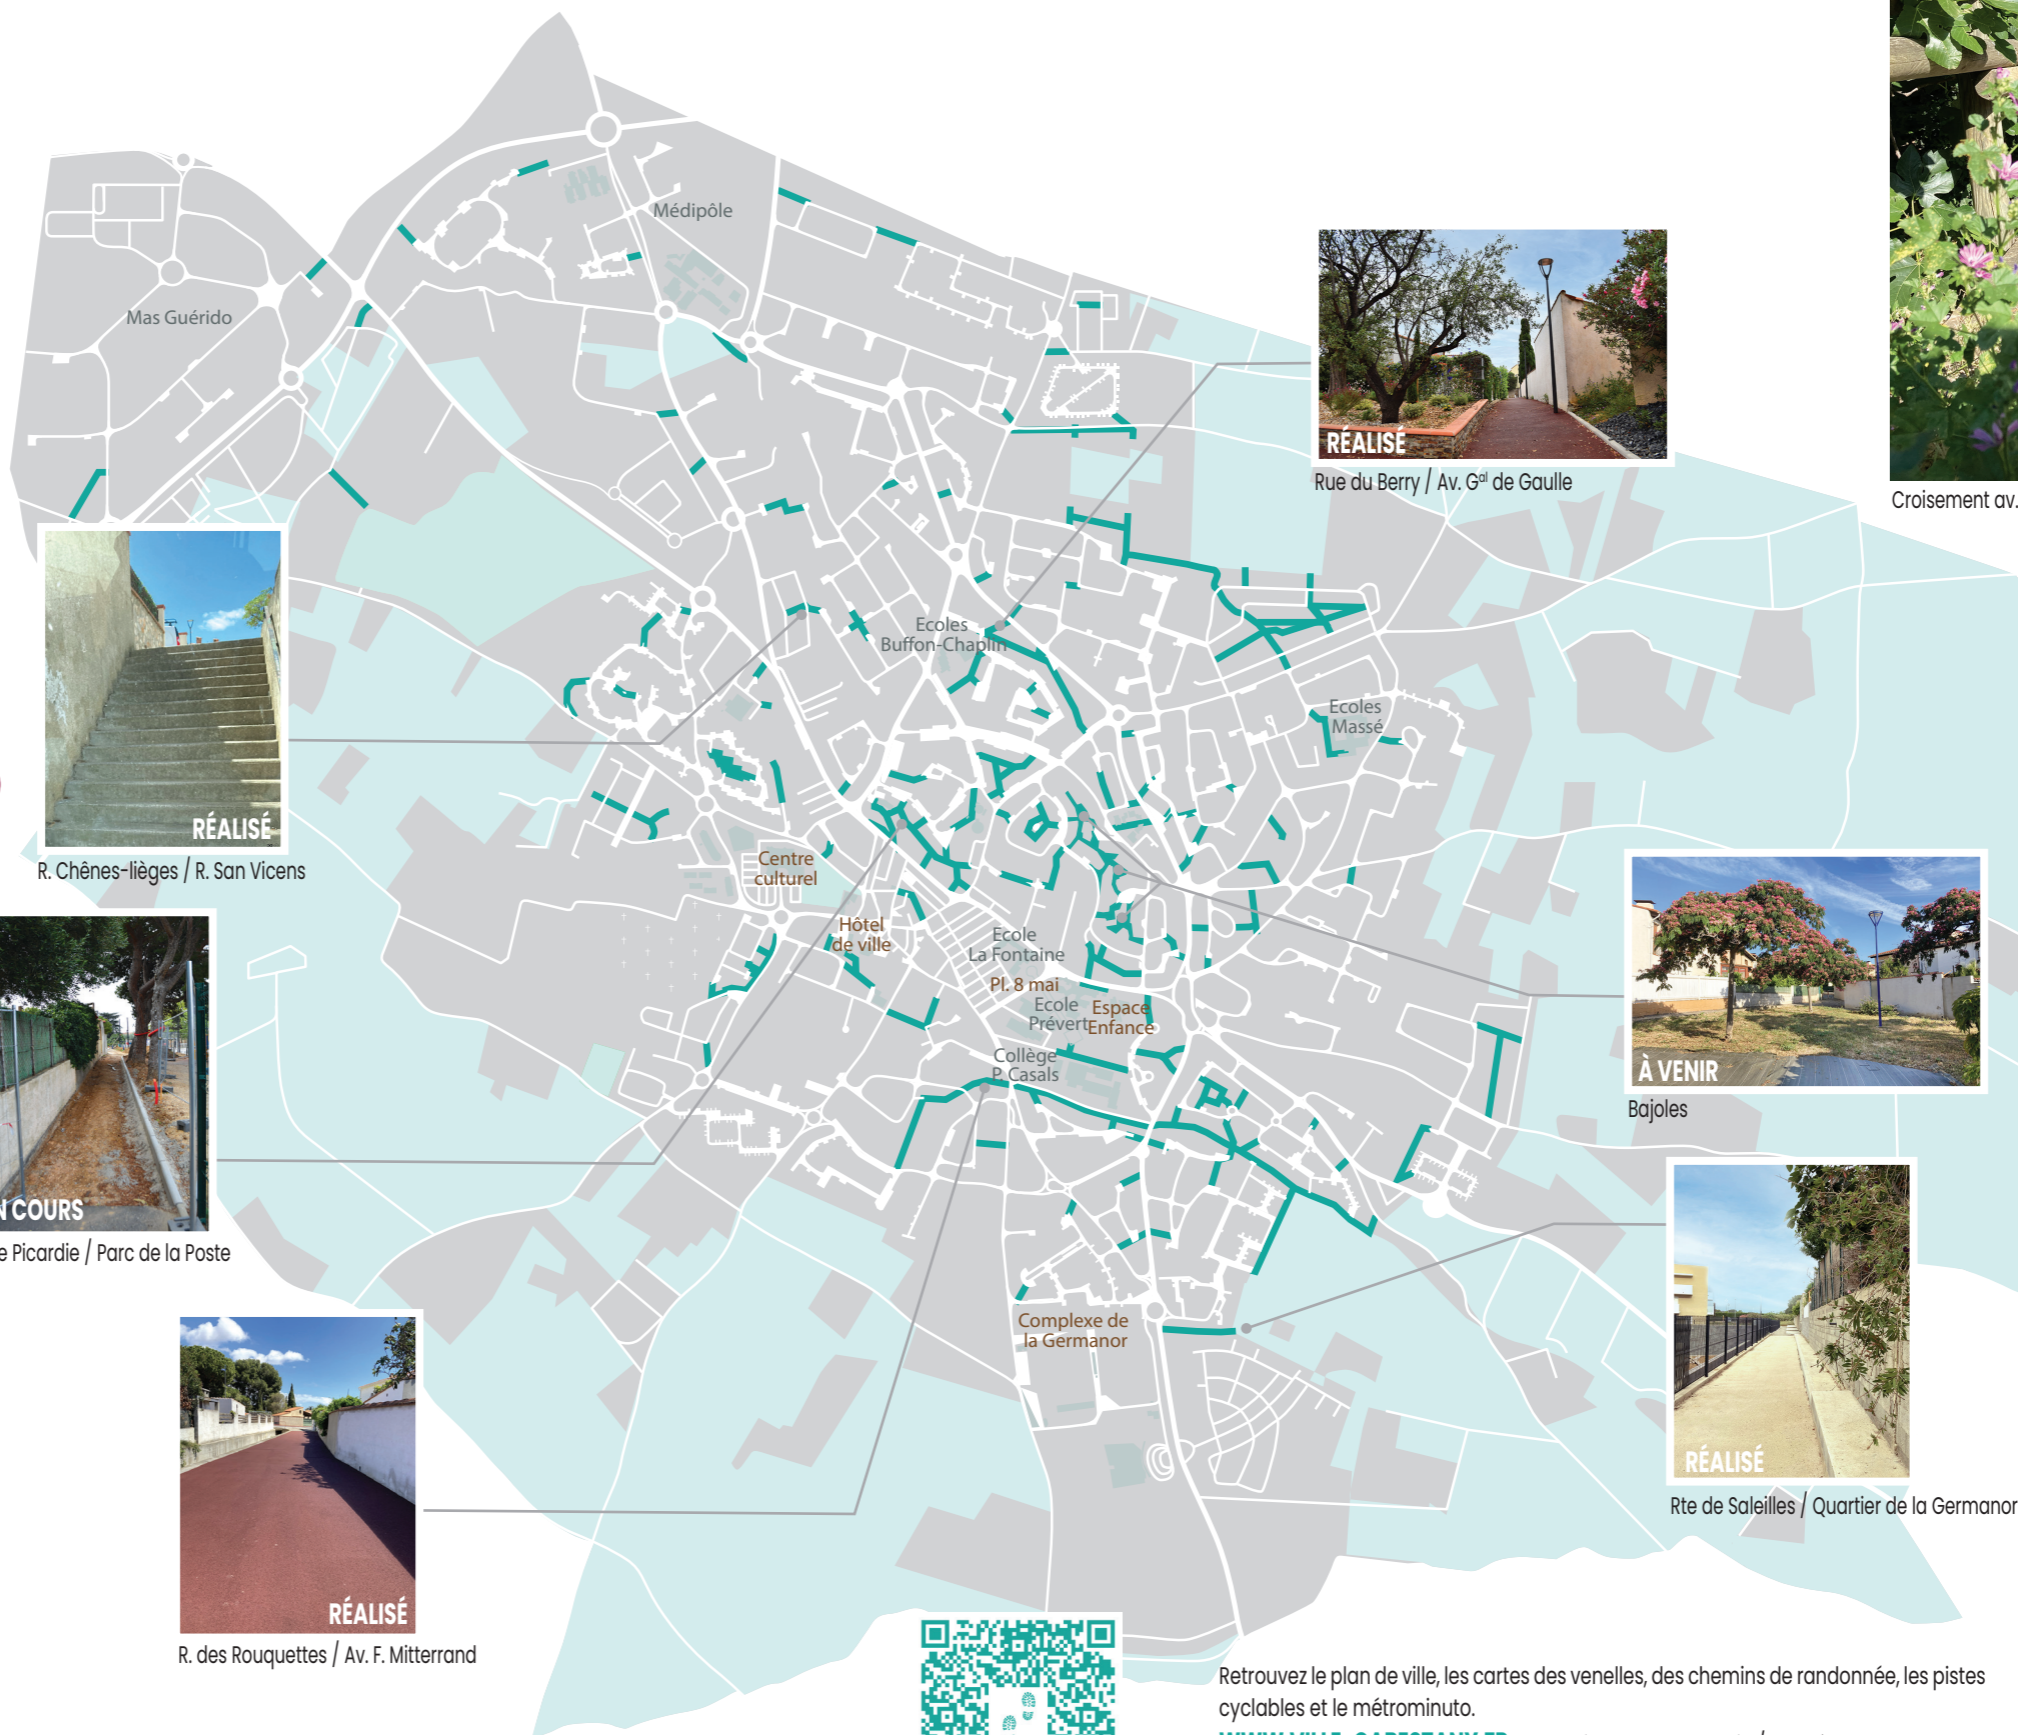 Médipôle
Mas Guérido
RÉALISÉ
Rue du Berry / Av. Gal de Gaulle
Croisement av.
Ecoles
Buffon-Chaplin
Ecoles
Massé
RÉALISÉ
R. Chênes-lièges / R. San Vicens
Centre
culturel
Hôtel
de ville
Ecole
La Fontaine
Pl. 8 mai
Ecole
Prévert
Espace
Enfance
Collège
P. Casals
À VENIR
Bajoles
N COURS
e Picardie / Parc de la Poste
Complexe de
la Germanor
RÉALISÉ
Rte de Saleilles / Quartier de la Germanor
RÉALISÉ
R. des Rouquettes / Av. F. Mitterrand
Retrouvez le plan de ville, les cartes des venelles, des chemins de randonnée, les pistes
cyclables et le métrominuto.
WWW.VILLE-CABESTANY.FR